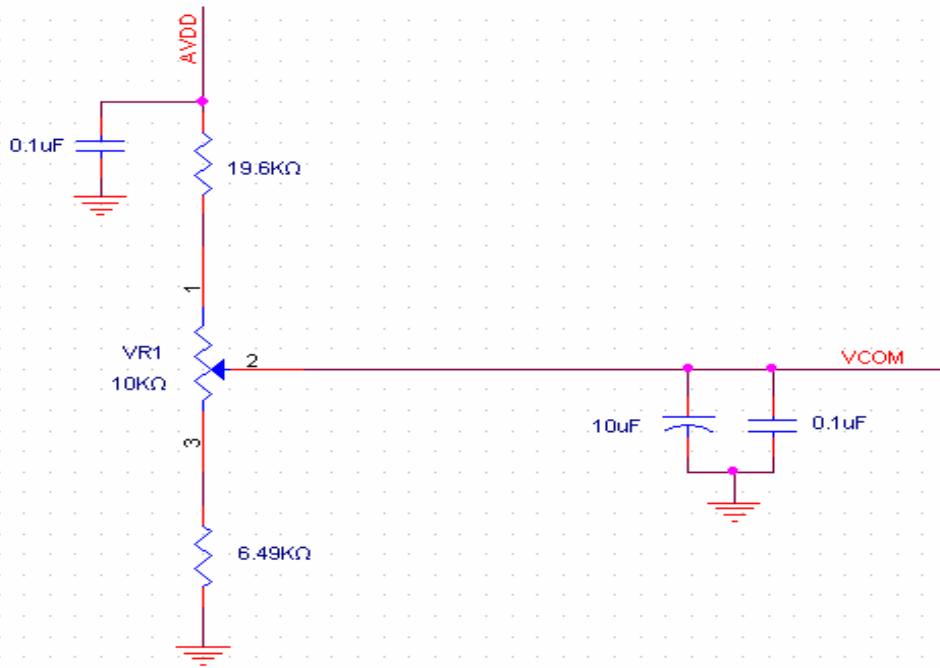 AVDD
0.1uF
19.6KΩ
1
VR1
10KΩ
2
VCOM
3
10uF
0.1uF
6.49KΩ